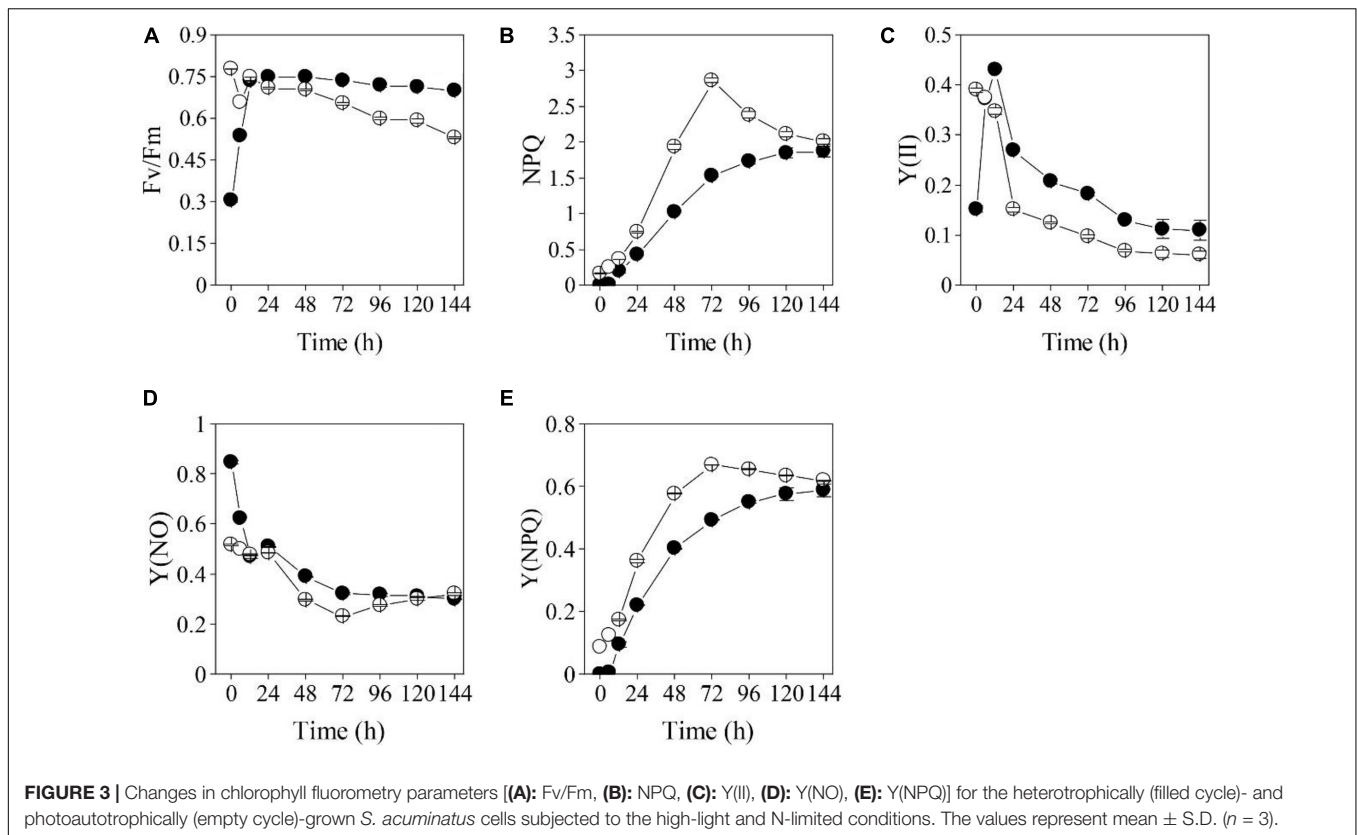 A
0.9
0.75
0.6
0.45
0.3
0.15
0
Fv/Fm
0 24 48 72 96 120 144
Time (h)
B
3.5
3
2.5
2
1.5
1
0.5
0
NPQ
0 24 48 72 96 120 144
Time (h)
C
0.5
0.4
0.3
0.2
0.1
0
Y(II)
0 24 48 72 96 120 144
Time (h)
D
1
0.8
0.6
0.4
0.2
0
Y(NO)
0 24 48 72 96 120 144
Time (h)
E
0.8
0.6
0.4
0.2
0
Y(NPQ)
0 24 48 72 96 120 144
Time (h)
FIGURE 3 | Changes in chlorophyll fluorometry parameters [(A): Fv/Fm, (B): NPQ, (C): Y(II), (D): Y(NO), (E): Y(NPQ)] for the heterotrophically (filled cycle)- and
photoautotrophically (empty cycle)-grown S. acuminatus cells subjected to the high-light and N-limited conditions. The values represent mean ± S.D. (n = 3).